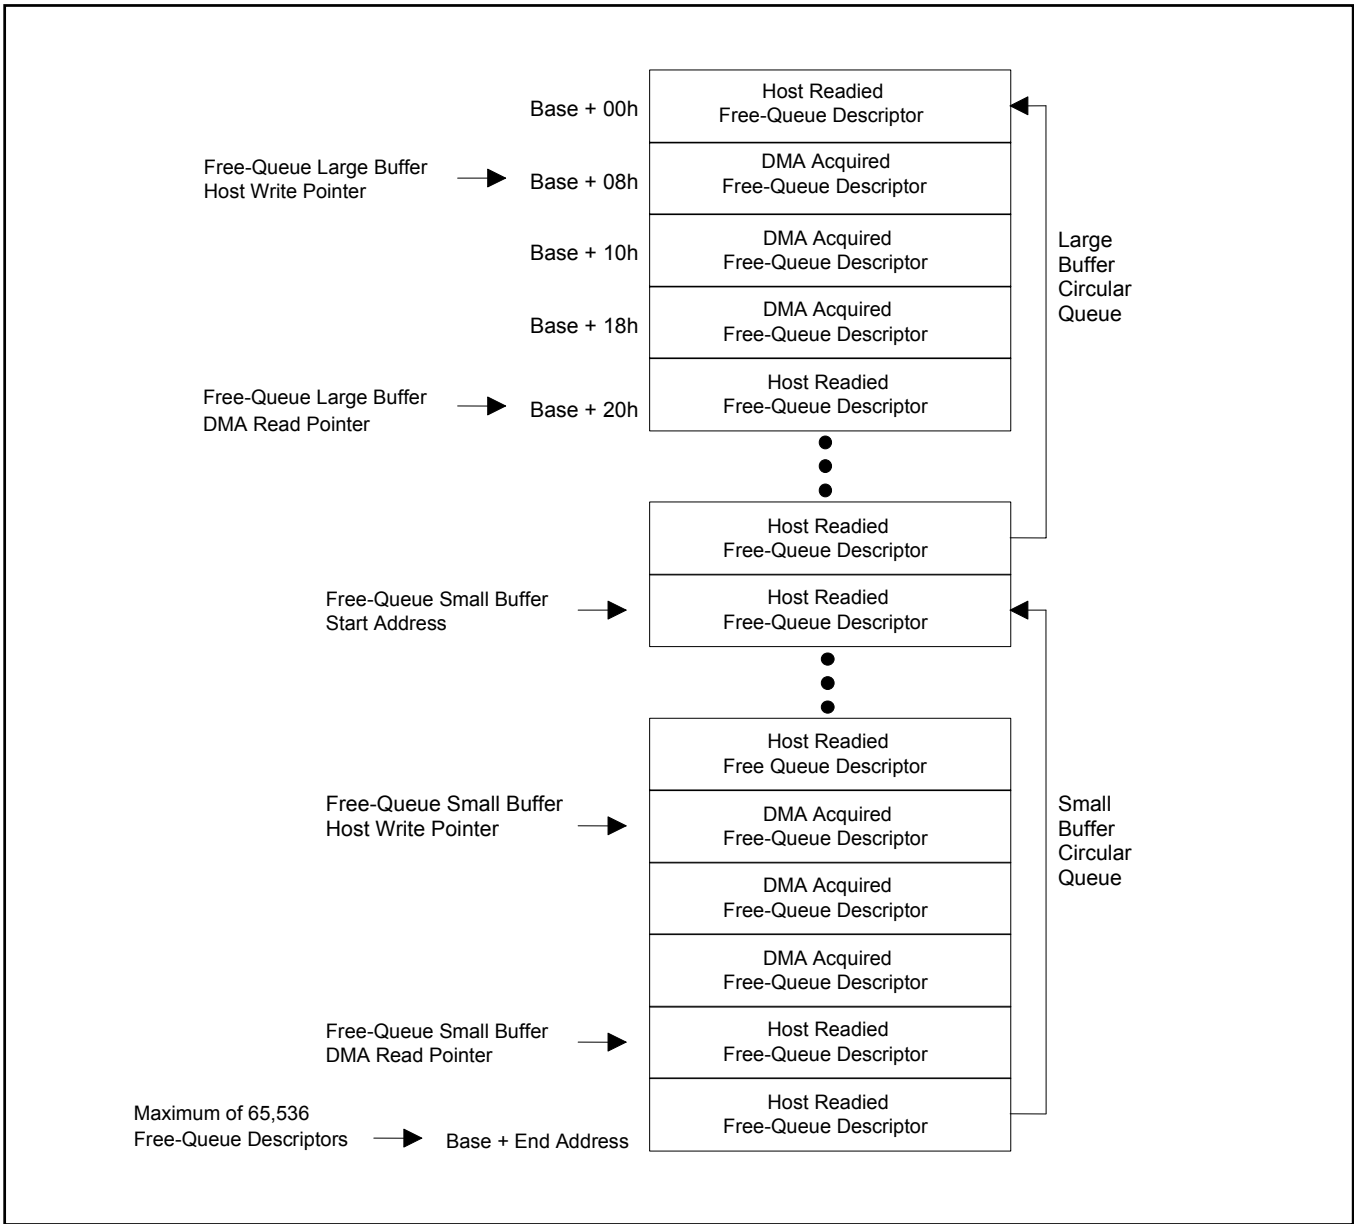 Host Readied
Free-Queue Descriptor
Base + 00h
Free-Queue Large Buffer
Host Write Pointer
Base + 08h
DMA Acquired
Free-Queue Descriptor
Base + 10h
DMA Acquired
Free-Queue Descriptor
Large
Buffer
Circular
Queue
Base + 18h
DMA Acquired
Free-Queue Descriptor
Free-Queue Large Buffer
DMA Read Pointer
Base + 20h
Host Readied
Free-Queue Descriptor
Host Readied
Free-Queue Descriptor
Free-Queue Small Buffer
Start Address
Host Readied
Free-Queue Descriptor
Host Readied
Free Queue Descriptor
Free-Queue Small Buffer
Host Write Pointer
DMA Acquired
Free-Queue Descriptor
Small
Buffer
Circular
Queue
DMA Acquired
Free-Queue Descriptor
DMA Acquired
Free-Queue Descriptor
Free-Queue Small Buffer
DMA Read Pointer
Host Readied
Free-Queue Descriptor
Maximum of 65,536
Free-Queue Descriptors
Base + End Address
Host Readied
Free-Queue Descriptor